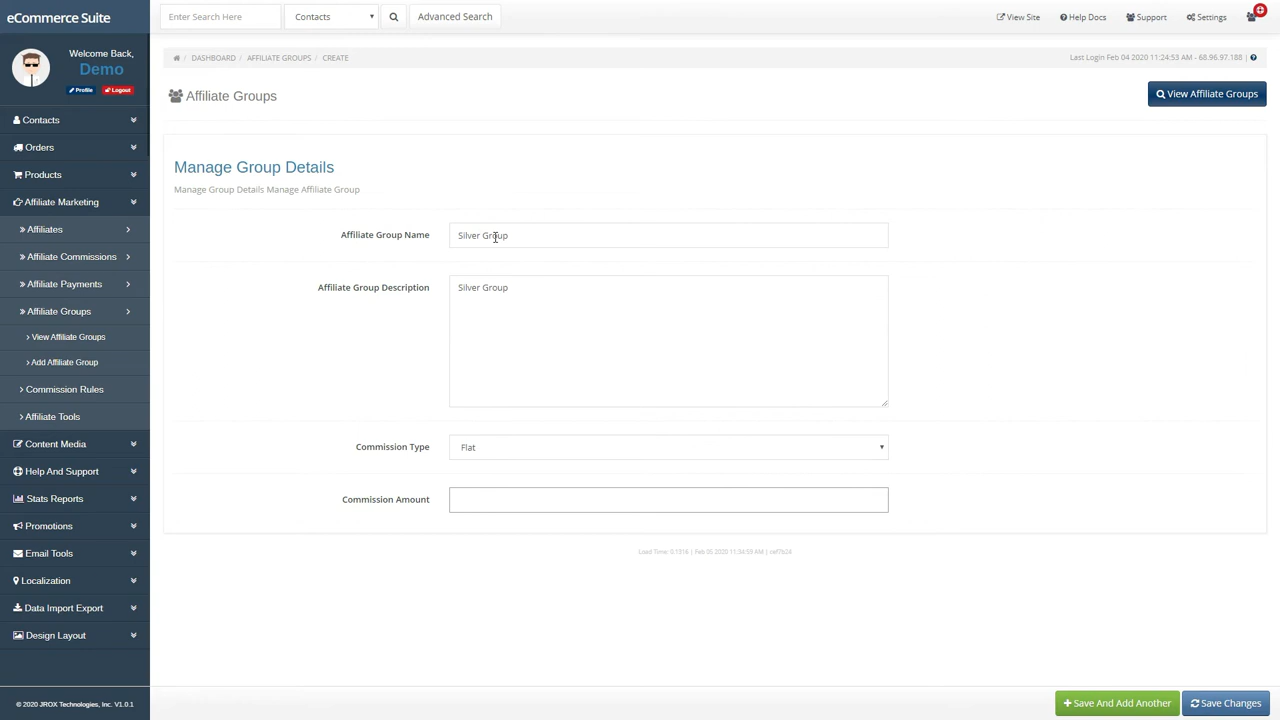 eCommerce Suite
Enter Search Here
Contacts
Advanced Search
View Site
Help Docs
Support
Settings
Welcome Back,
Demo
Profile
Logout
DASHBOARD / AFFILIATE GROUPS / CREATE
Last Login Feb 04 2020 11:24:53 AM - 68.96.97.188
Affiliate Groups
View Affiliate Groups
Contacts
Orders
Products
Affiliate Marketing
Affiliates
Affiliate Commissions
Affiliate Payments
Affiliate Groups
View Affiliate Groups
Add Affiliate Group
Commission Rules
Affiliate Tools
Content Media
Help And Support
Stats Reports
Promotions
Email Tools
Localization
Data Import Export
Design Layout
© 2020 JROX Technologies, Inc. V1.0.1
Manage Group Details
Manage Group Details Manage Affiliate Group
Affiliate Group Name
Silver Group
Affiliate Group Description
Silver Group
Commission Type
Flat
Commission Amount
Load Time: 0.1316 | Feb 05 2020 11:34:59 AM | cef7b24
Save And Add Another
Save Changes